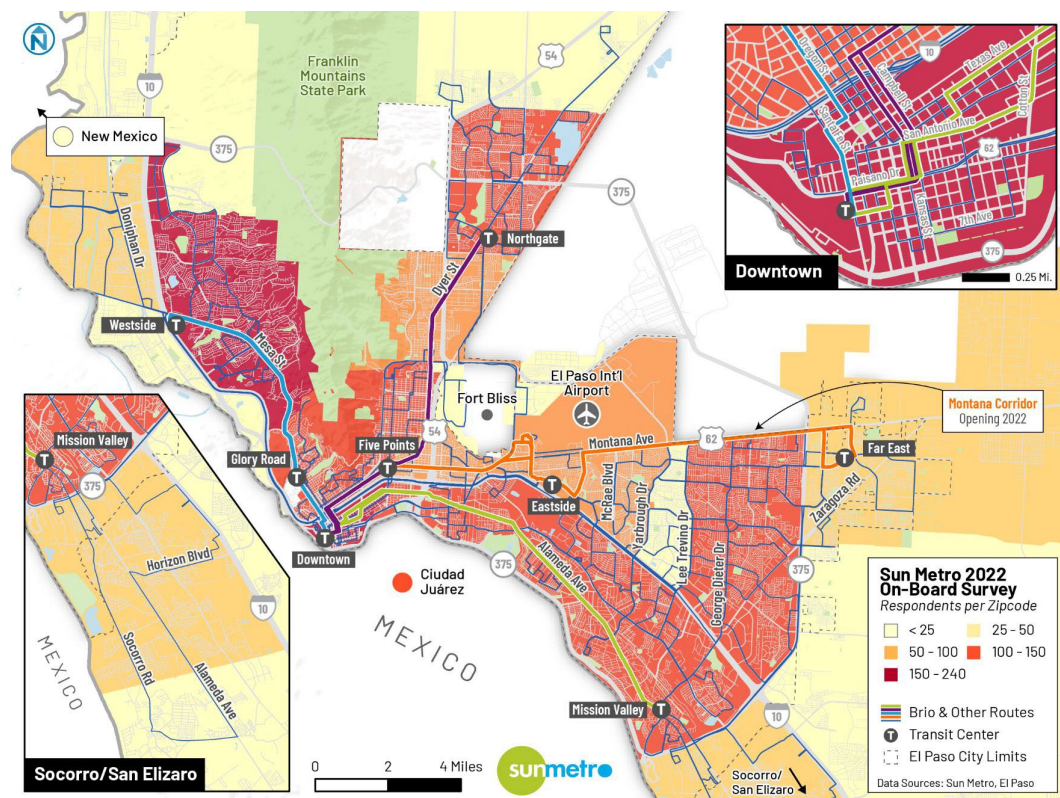 N
New Mexico
Franklin
Mountains
State Park
10
375
54
375
Doniphan Dr
Northgate
Dyer St
Westside
Mesa St
Fort Bliss
El Paso Int'l
Airport
54
Five Points
Montana Ave
62
Montana Corridor
Opening 2022
Far East
Glory Road
Eastside
McRae Blvd
Yarbrough Dr
Lee Trevino Dr
George Dieter Dr
Zaragoza Rd
Downtown
375
Alameda Ave
375
Ciudad
Juárez
MEXICO
Mission Valley
10
Socorro/
San Elizaro
Oregon St
Santa Fe St
Campbell St
10
Texas Ave
Cotton St
San Antonio Ave
62
Paisano Dr
Kansas St
7th Ave
375
T
Downtown
0.25 Mi.
Mission Valley
T
375
Horizon Blvd
10
Socorro Rd
Alameda Ave
MEXICO
Socorro/San Elizaro
0 2 4 Miles
sunmetro
Sun Metro 2022
On-Board Survey
Respondents per Zipcode
< 25 25 - 50
50 - 100 100 - 150
150 - 240
Brio & Other Routes
T Transit Center
El Paso City Limits
Data Sources: Sun Metro, El Paso